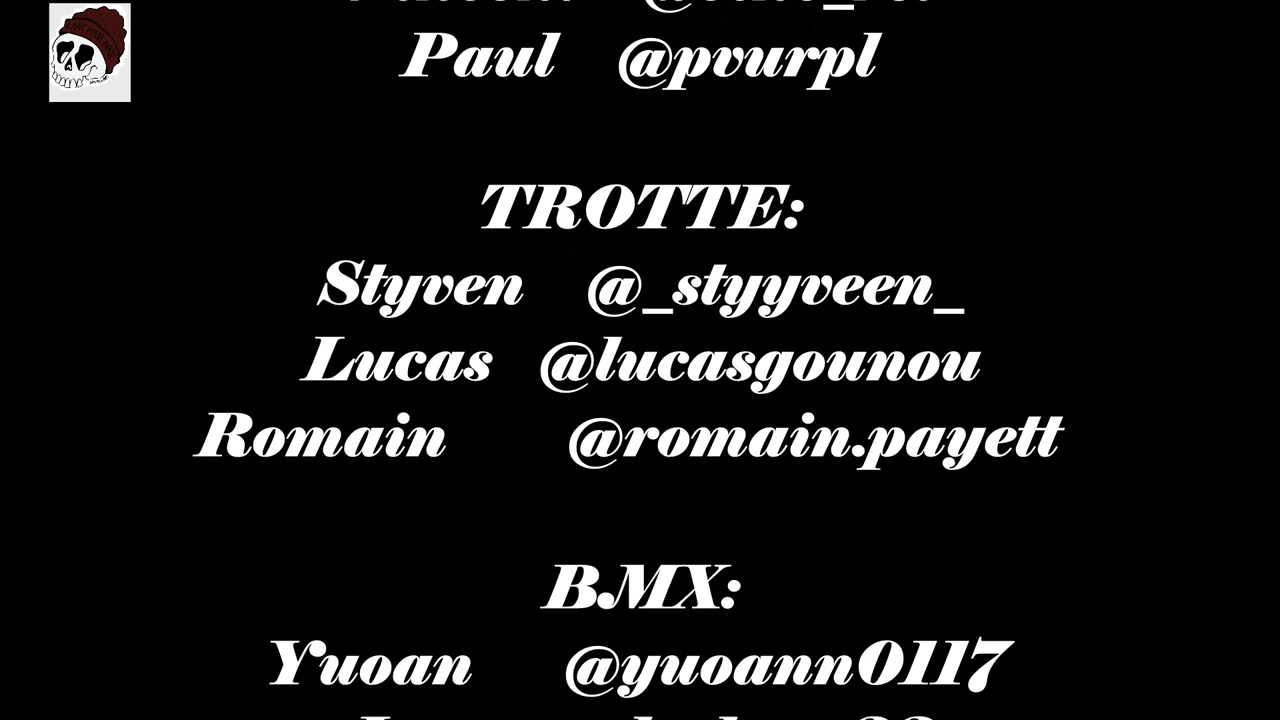 Paul @pvurpl
TROTTE:
Styven @_styyveen_
Lucas @lucasgounou
Romain @romain.payett
BMX:
Yuoan @yuoann0117